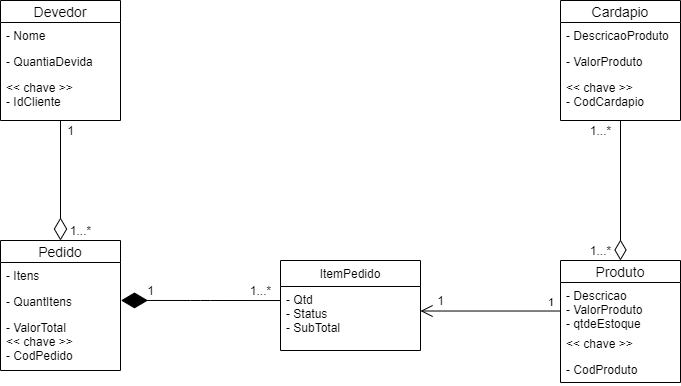 Devedor
- Nome
- QuantiaDevida
<< chave >>
- IdCliente
1
1...*
Cardapio
- DescricaoProduto
- ValorProduto
<< chave >>
- CodCardapio
1...*
1...*
Pedido
- Itens
- QuantItens
- ValorTotal
<< chave >>
- CodPedido
1
1...*
ItemPedido
- Qtd
- Status
- SubTotal
1
1
Produto
- Descricao
- ValorProduto
- qtdeEstoque
<< chave >>
- CodProduto